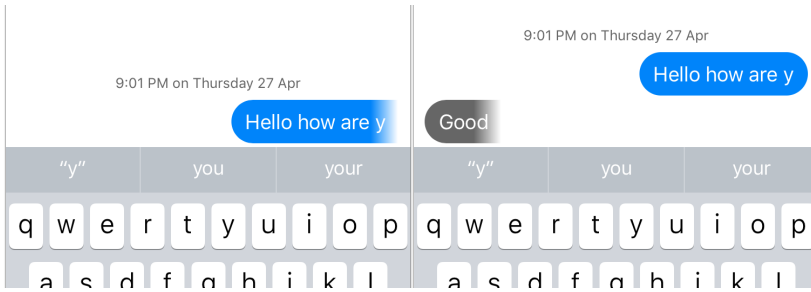 9:01 PM on Thursday 27 Apr
Hello how are y
“y” you your
q w e r t y u i o p
a s d f g h j k l
9:01 PM on Thursday 27 Apr
Hello how are y
Good
“y” you your
q w e r t y u i o p
a s d f g h j k l